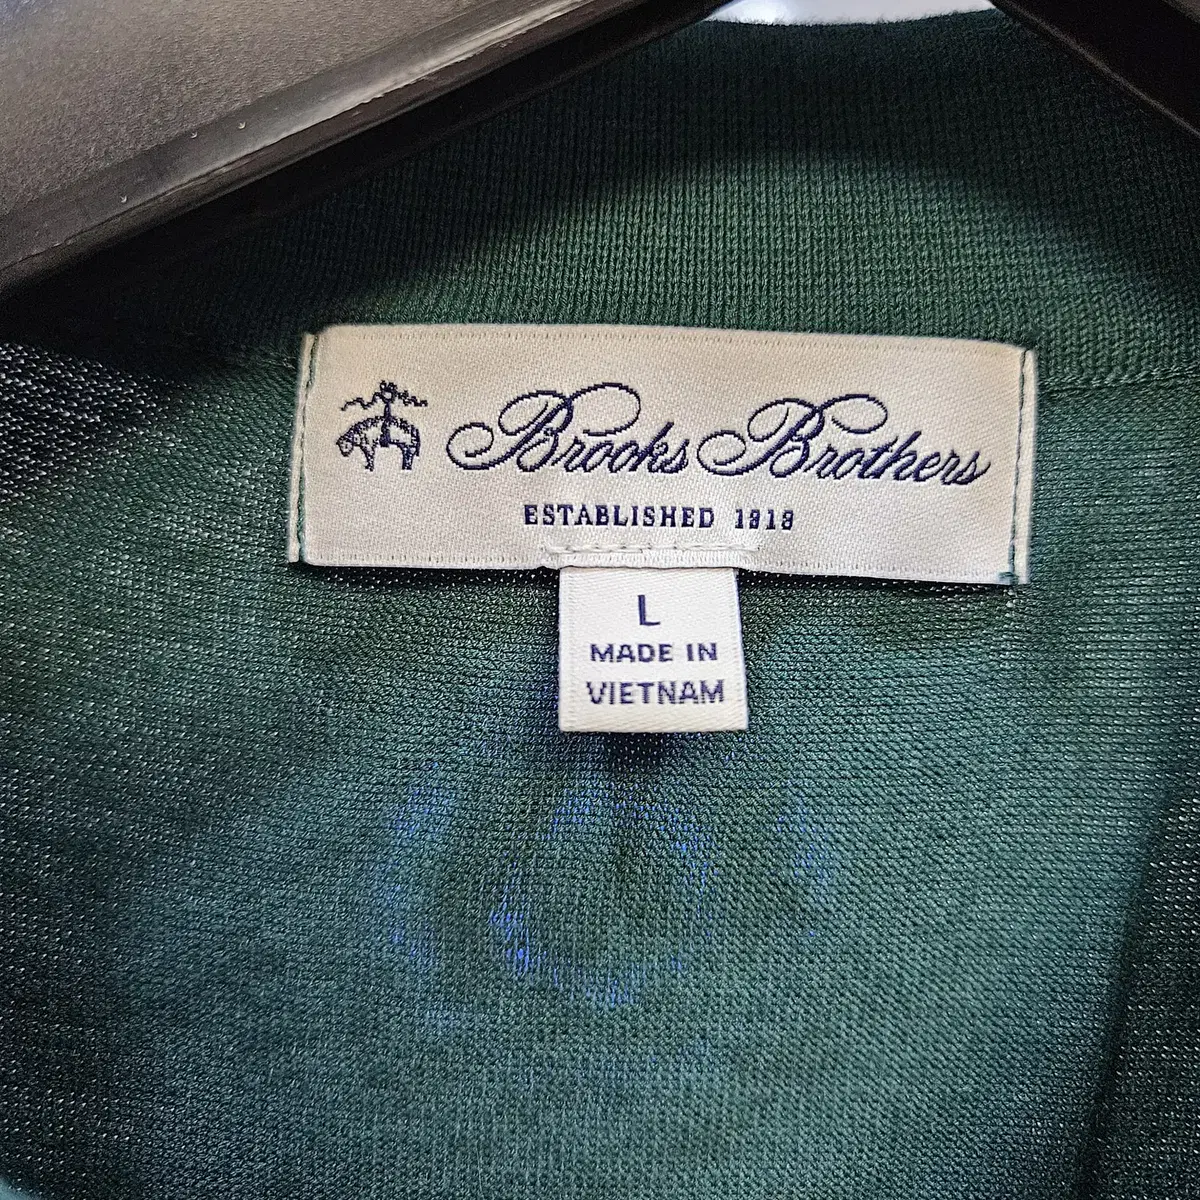 Brooks Brothers
ESTABLISHED 1818
L
MADE IN
VIETNAM